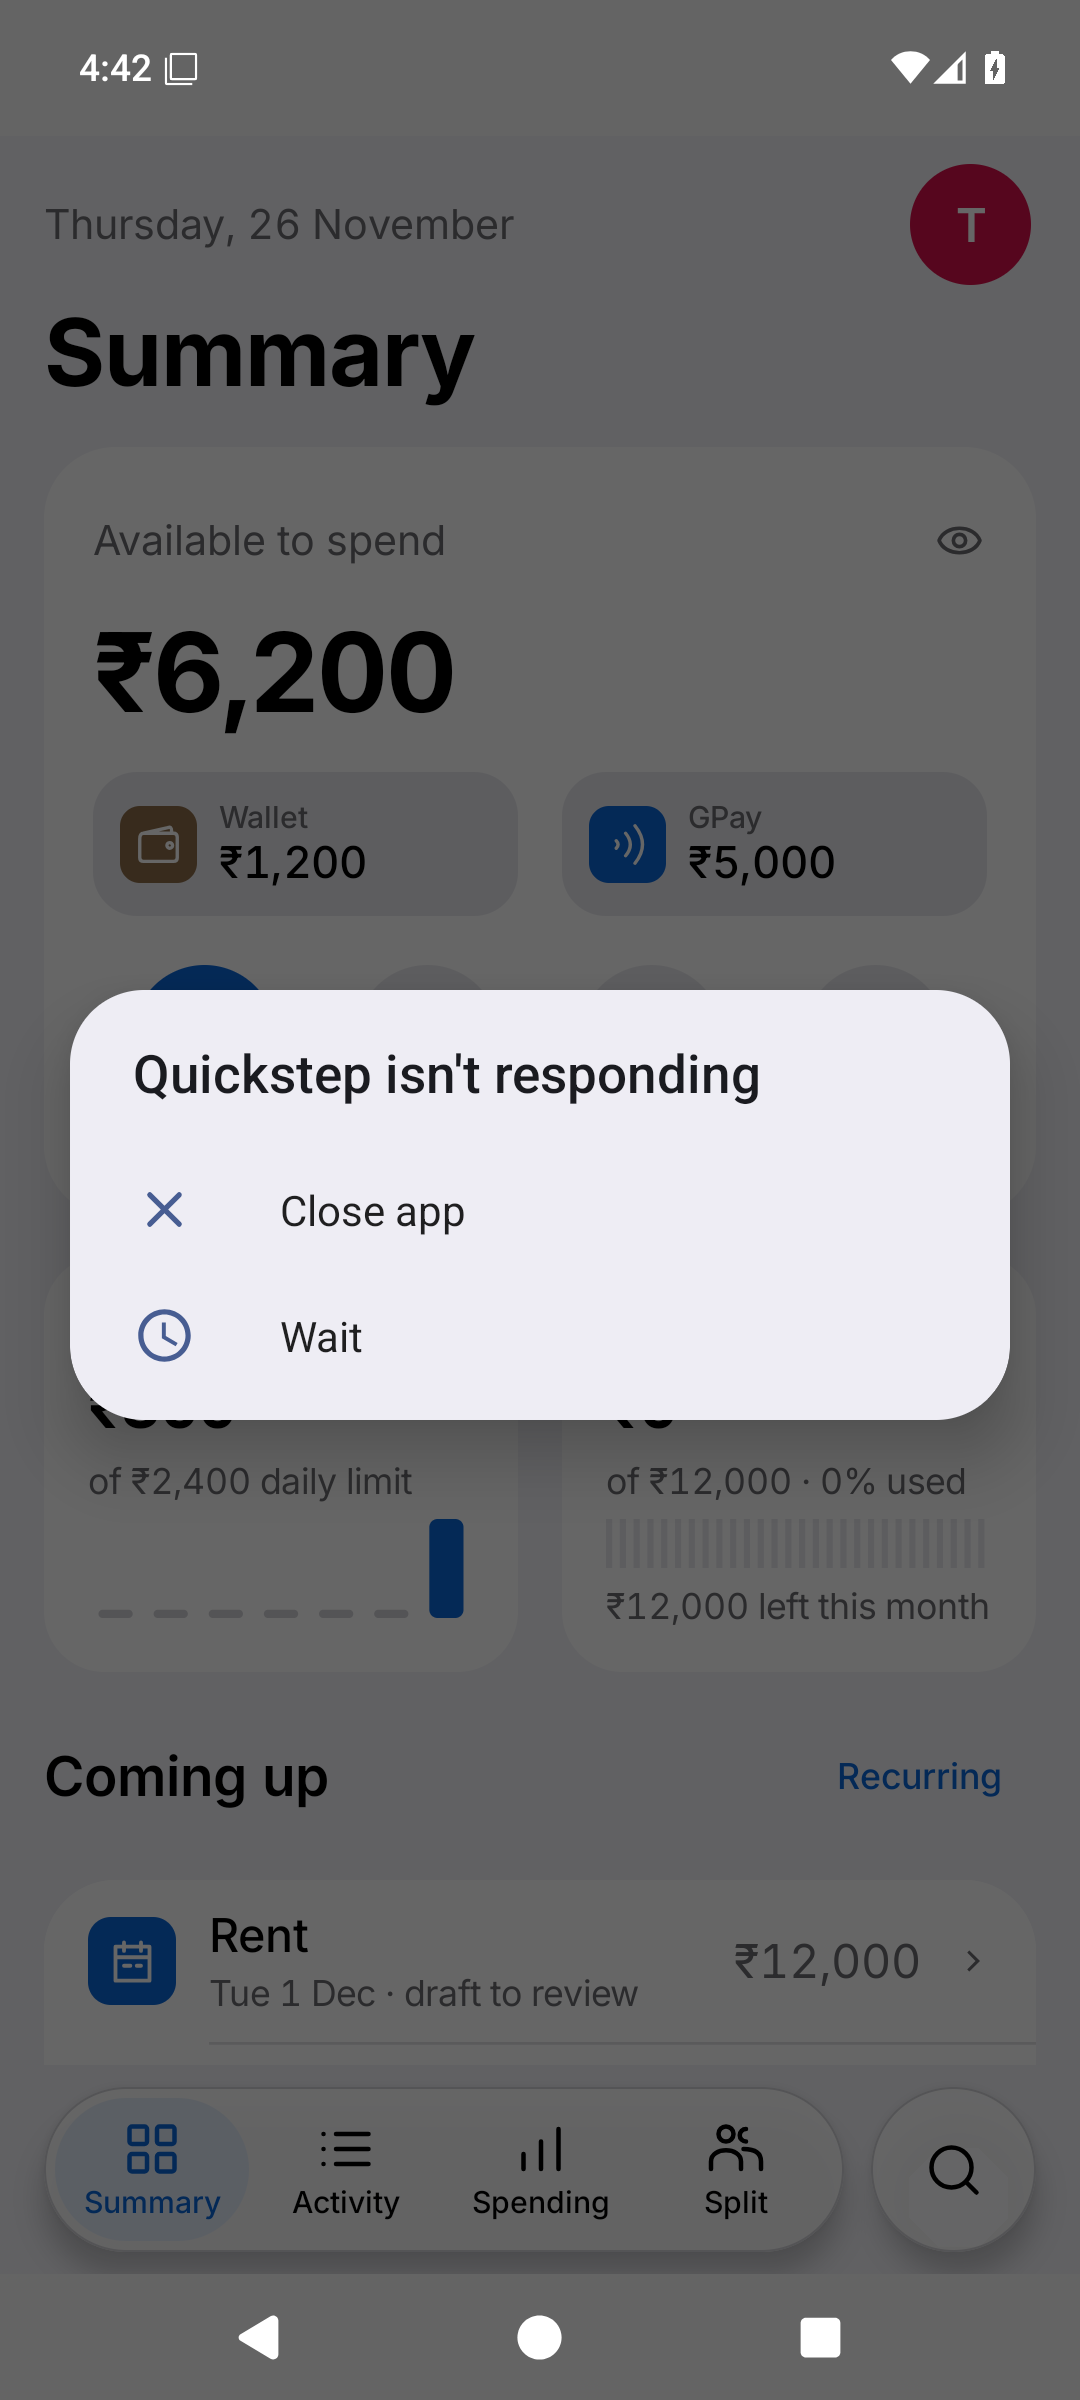 4:42
Thursday, 26 November
T
Summary
Available to spend
₹6,200
Wallet
₹1,200
GPay
₹5,000
Quickstep isn't responding
Close app
Wait
of ₹2,400 daily limit
of ₹12,000 · 0% used
₹12,000 left this month
Coming up
Recurring
Rent
₹12,000
Tue 1 Dec · draft to review
Summary
Activity
Spending
Split